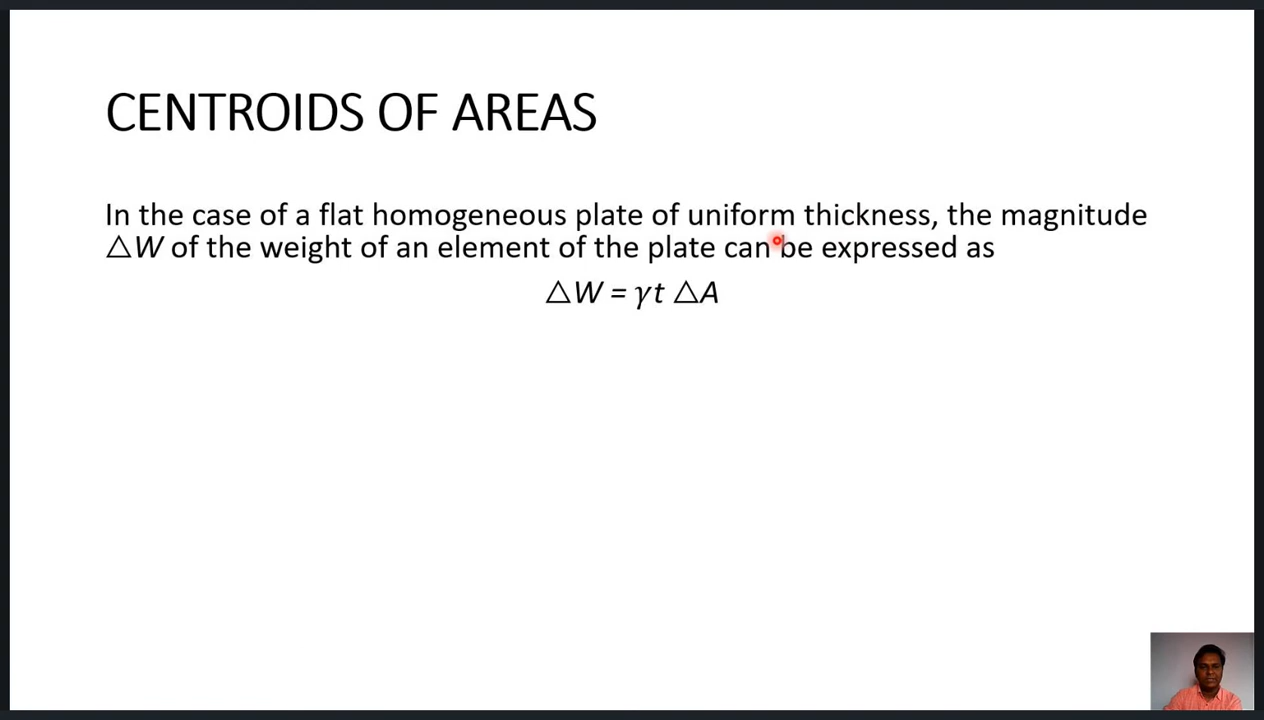 CENTROIDS OF AREAS
In the case of a flat homogeneous plate of uniform thickness, the magnitude
△W of the weight of an element of the plate can be expressed as
△W = γt △A